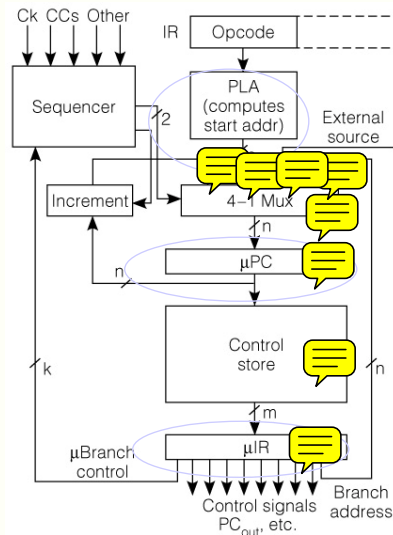 Ck CCs Other
IR Opcode
PLA
(computes
start addr)
Sequencer
2
External
source
Increment
4–1 Mux
n
μPC
n
Control
store
k
n
m
μIR
μBranch
control
Control signals
PCout, etc.
Branch
address